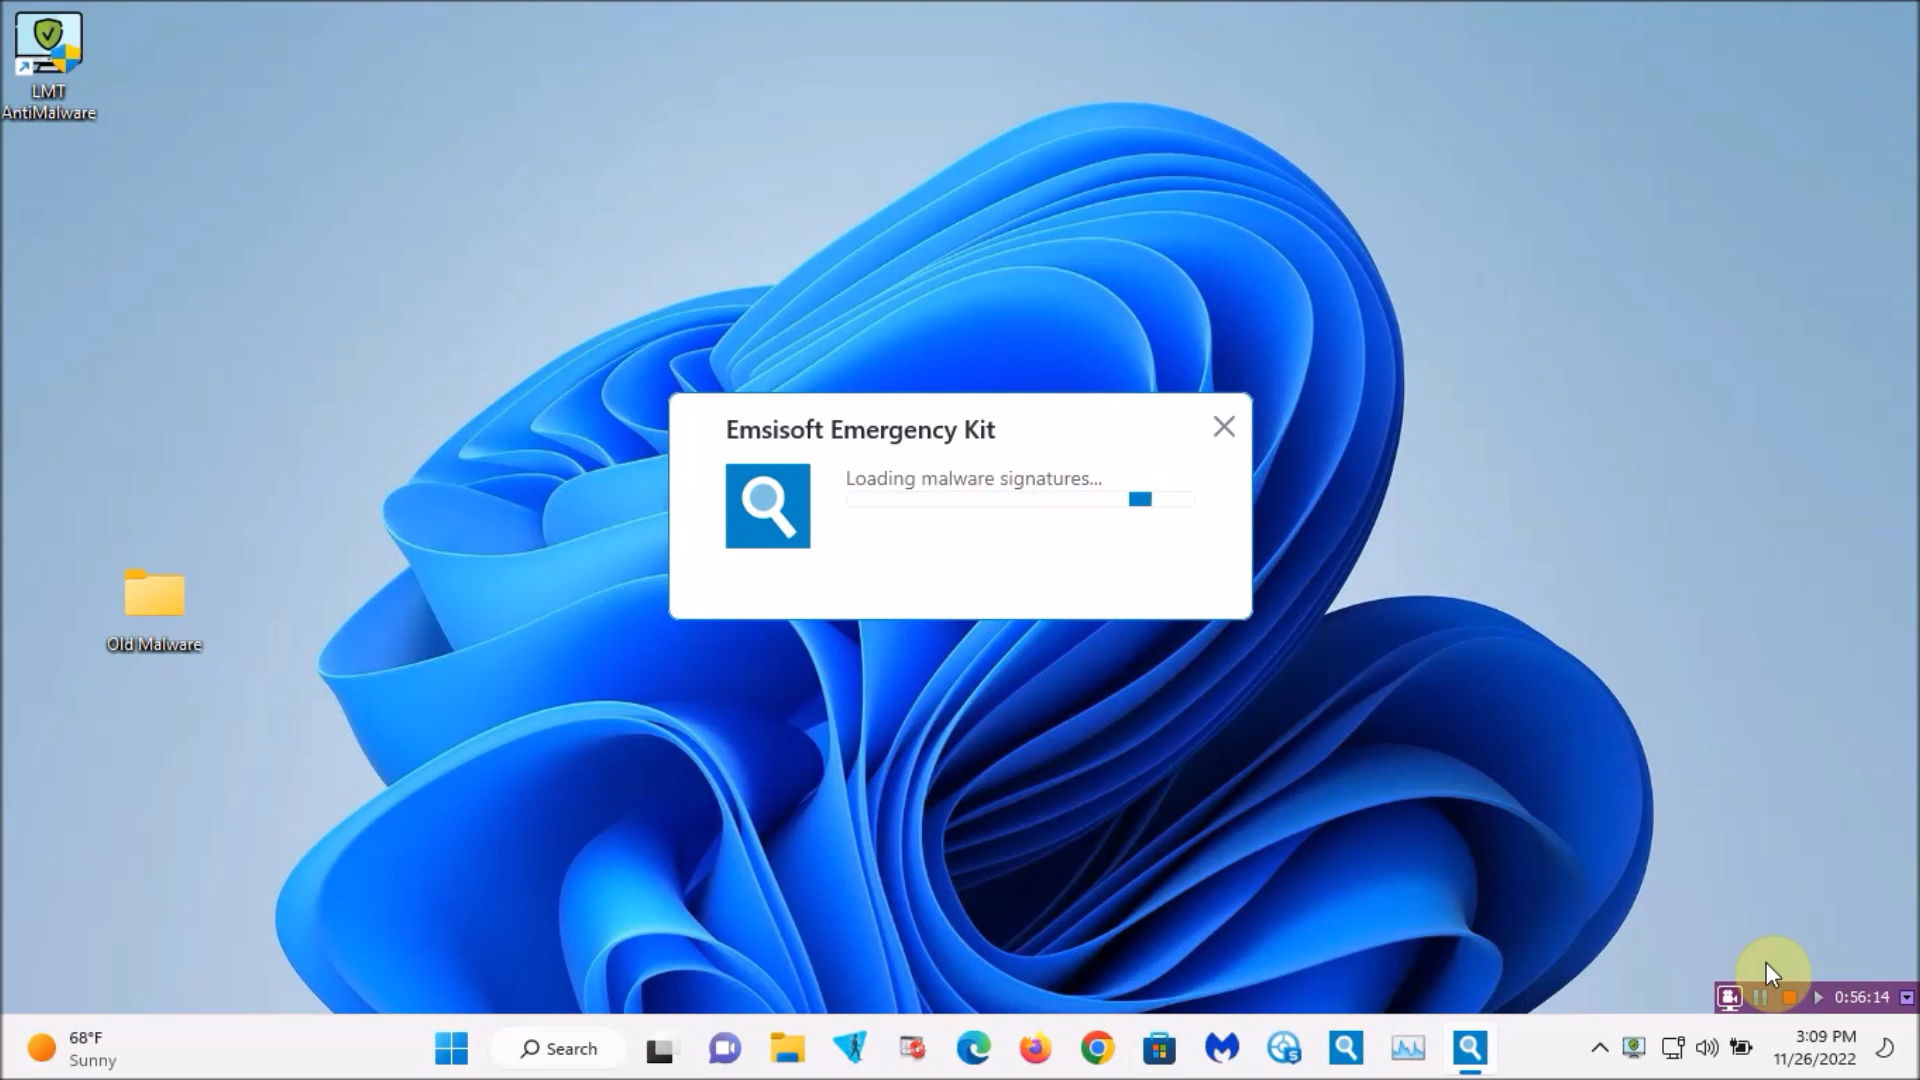 LMT
AntiMalware
Emsisoft Emergency Kit
Loading malware signatures...
Old Malware
0:56:14
68°F
Sunny
Search
3:09 PM
11/26/2022